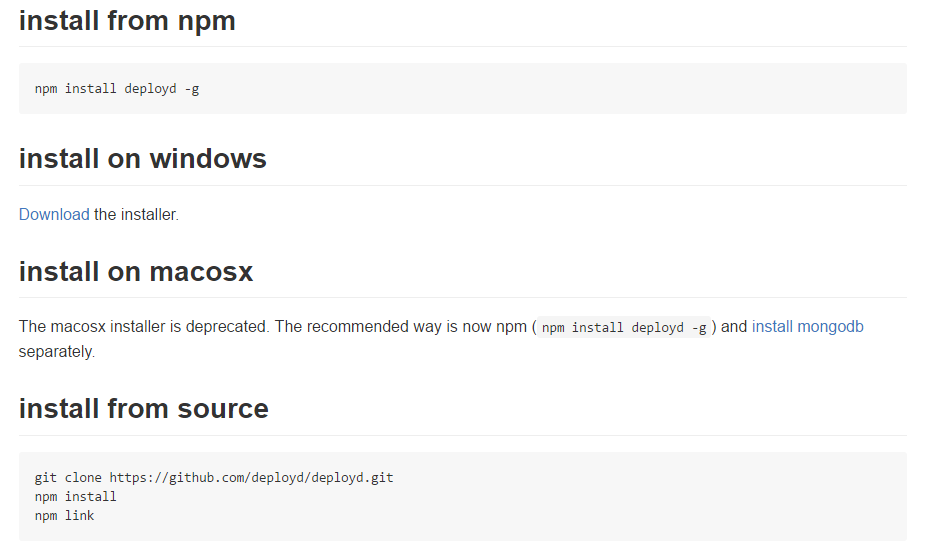 install from npm
npm install deployd -g
install on windows
Download the installer.
install on macosx
The macosx installer is deprecated. The recommended way is now npm ( npm install deployd -g ) and install mongodb
separately.
install from source
git clone https://github.com/deployd/deployd.git
npm install
npm link